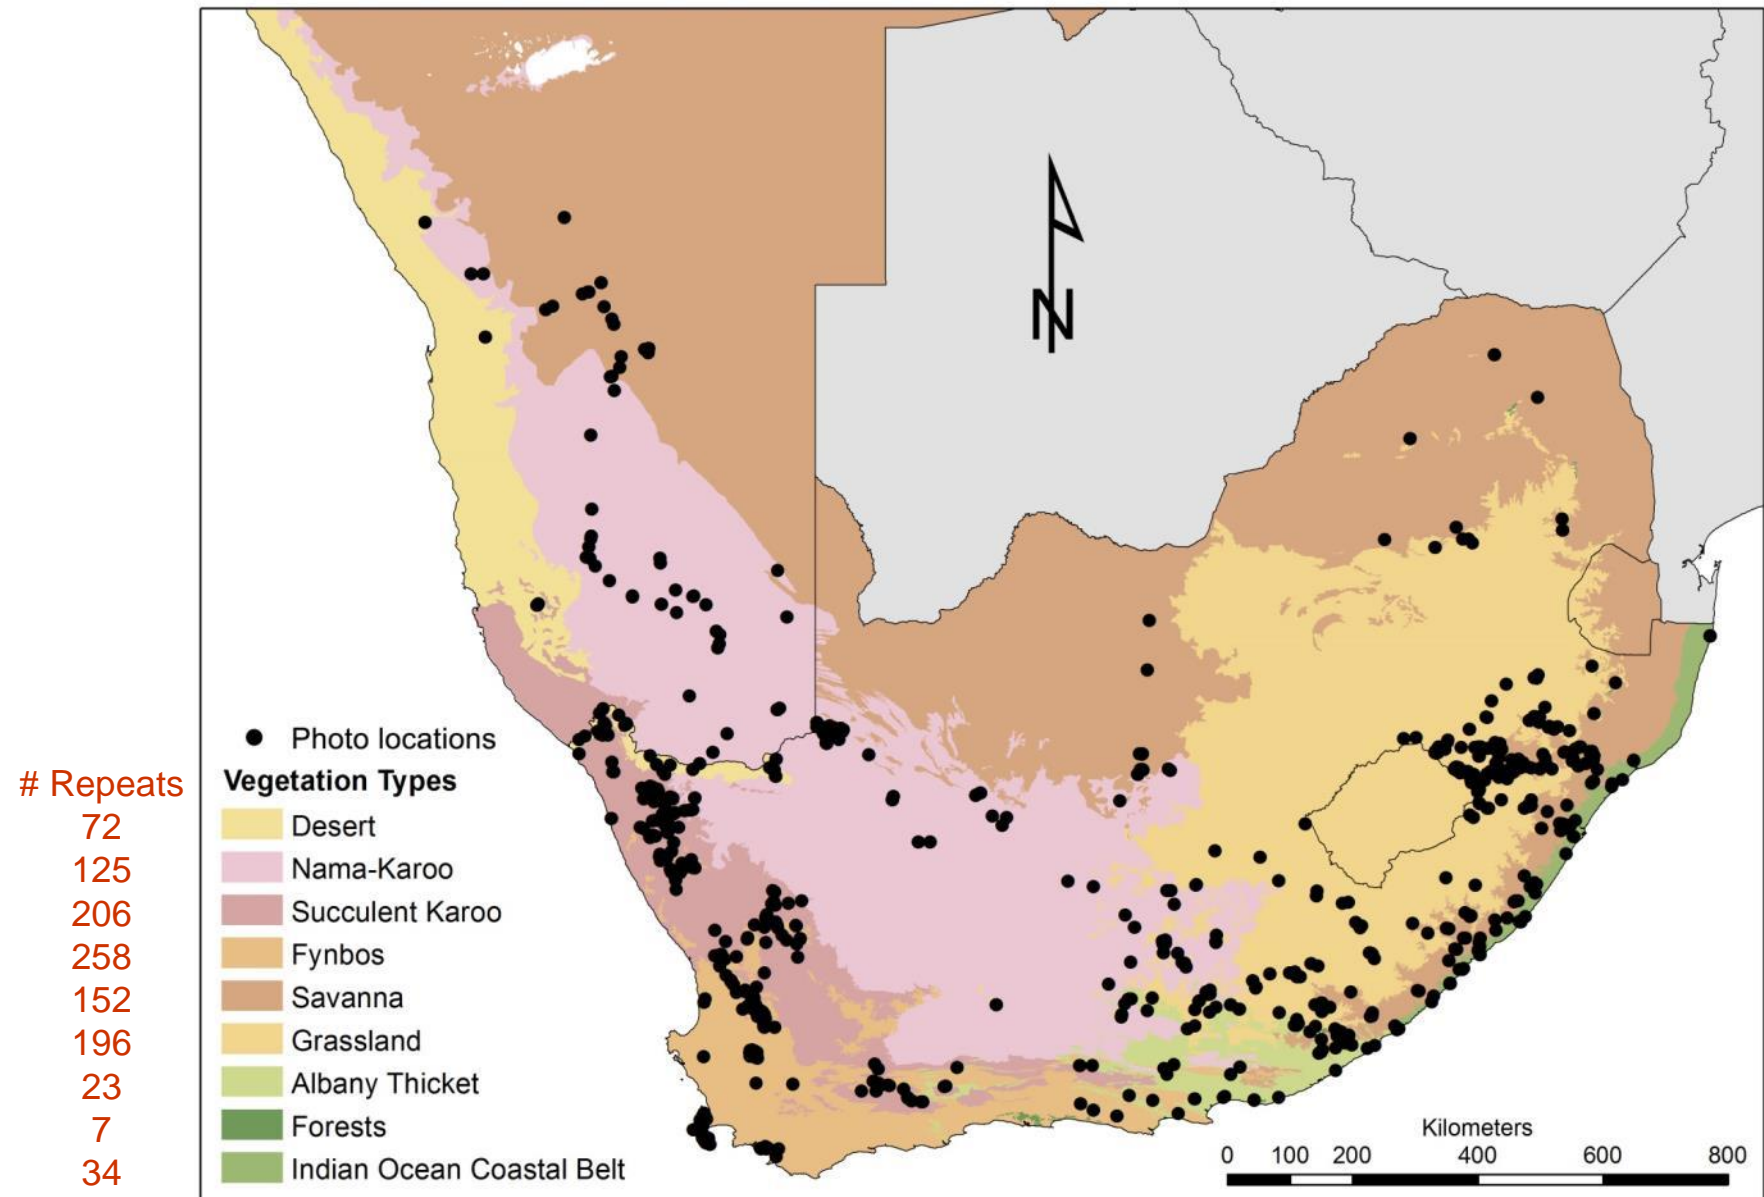 N
Photo locations
# Repeats
Vegetation Types
72 Desert
125 Nama-Karoo
206 Succulent Karoo
258 Fynbos
152 Savanna
196 Grassland
23 Albany Thicket
7 Forests
34 Indian Ocean Coastal Belt
Kilometers
0 100 200 400 600 800